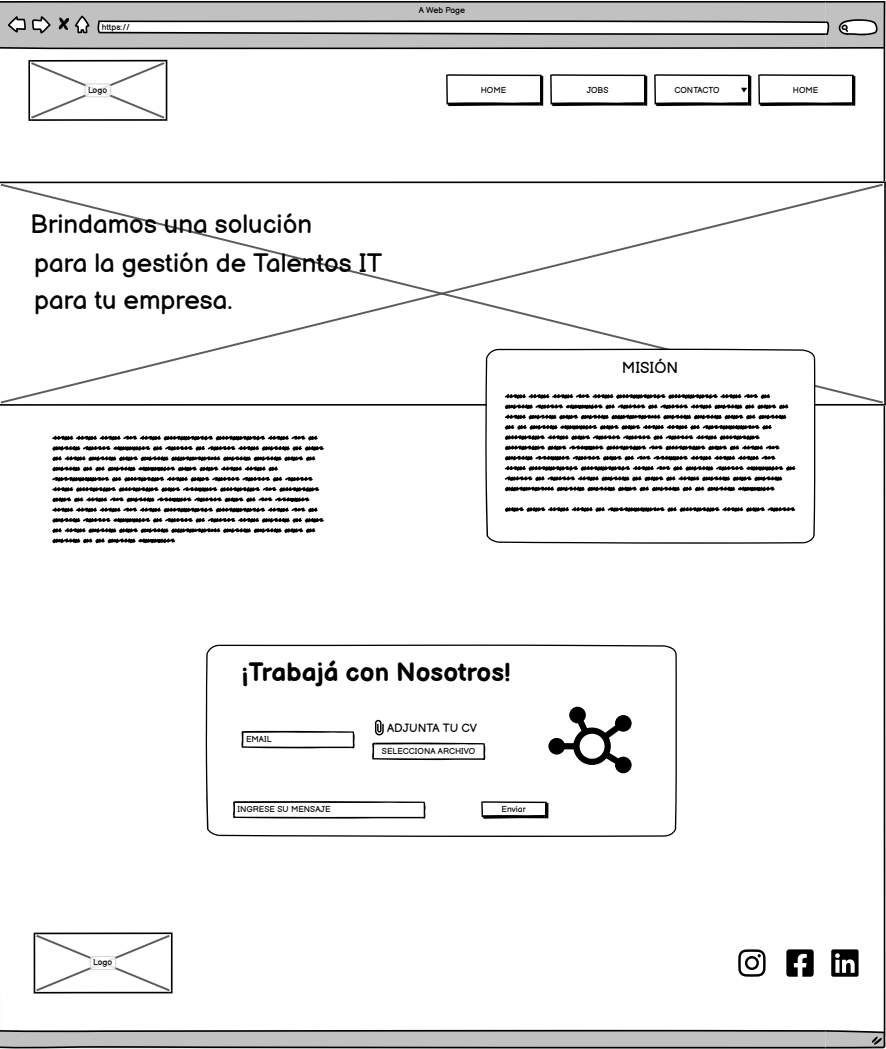 A Web Page
https://
Logo
HOME
JOBS
CONTACTO
HOME
Brindamos una solución
para la gestión de Talentos IT
para tu empresa.
MISIÓN
¡Trabajá con Nosotros!
ADJUNTA TU CV
EMAIL
SELECCIONA ARCHIVO
INGRESE SU MENSAJE
Enviar
Logo
in